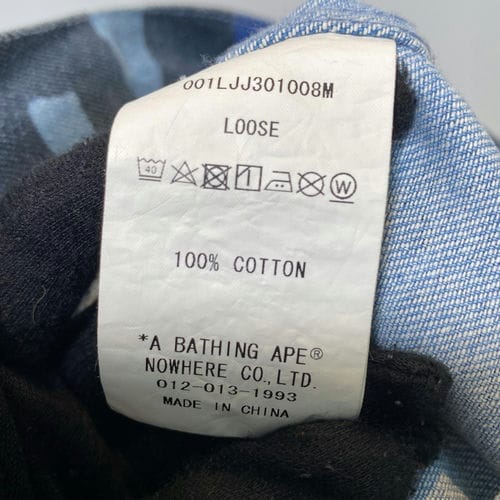 001LJJ301008M
LOOSE
40 W
100% COTTON
*A BATHING APE®
NOWHERE CO.,LTD.
012-013-1993
MADE IN CHINA